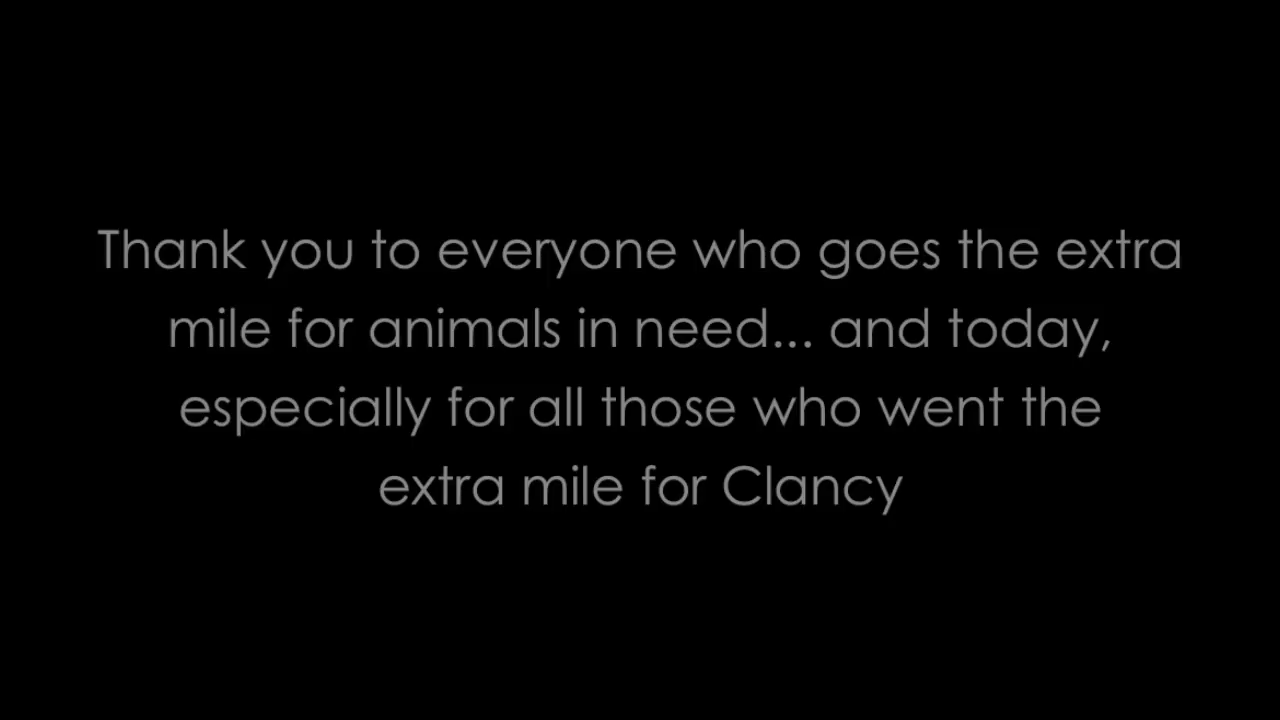 Thank you to everyone who goes the extra
mile for animals in need... and today,
especially for all those who went the
extra mile for Clancy